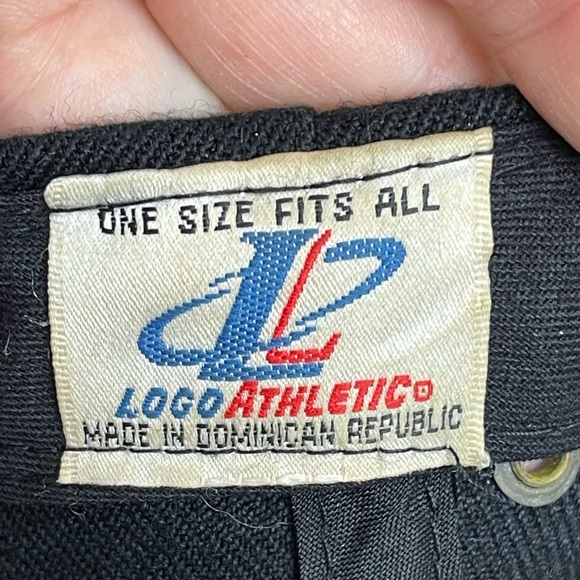 ONE SIZE FITS ALL
L
LOGO ATHLETIC
MADE IN DOMINICAN REPUBLIC